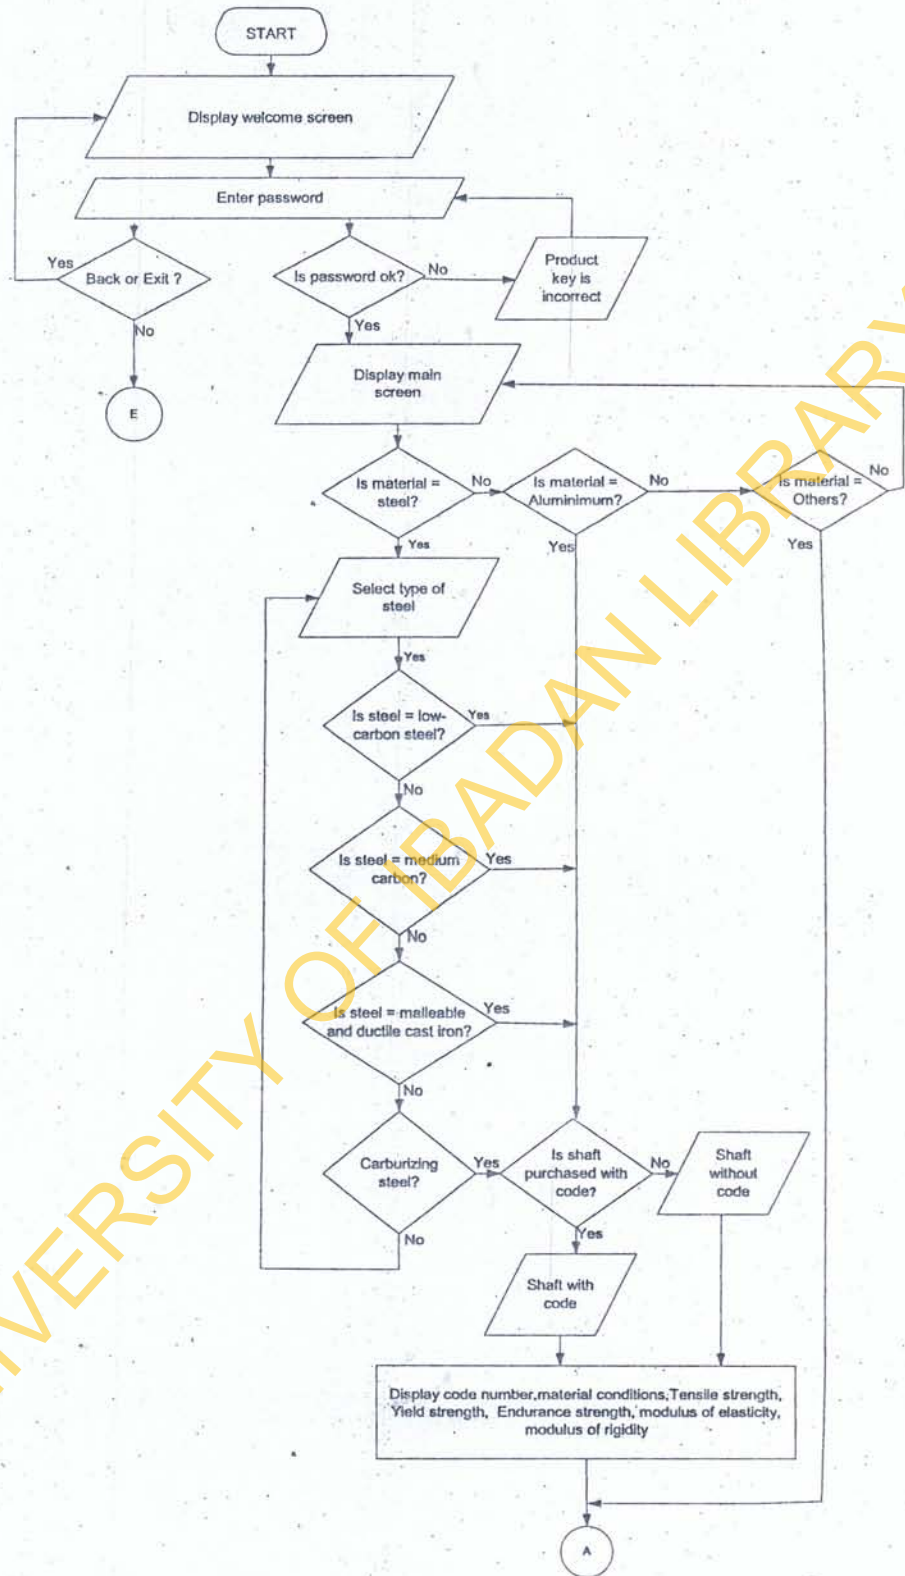 START
Display welcome screen
Enter password
Yes
Back or Exit ?
No
E
Is password ok?
No
Product
key is
incorrect
Yes
Display main
screen
Is material =
steel?
No
Is material =
Aluminimum?
No
Is material =
Others?
No
Yes
Yes
Yes
Select type of
steel
Yes
Is steel = low-
carbon steel?
Yes
No
Is steel = medium
carbon?
Yes
No
Is steel = malleable
and ductile cast iron?
Yes
No
Carburizing
steel?
Yes
No
Is shaft
purchased with
code?
No
Shaft
without
code
Yes
Shaft with
code
Display code number,material conditions,Tensile strength,
Yield strength, Endurance strength, modulus of elasticity,
modulus of rigidity
A
UNIVERSITY OF IBADAN LIBRARY